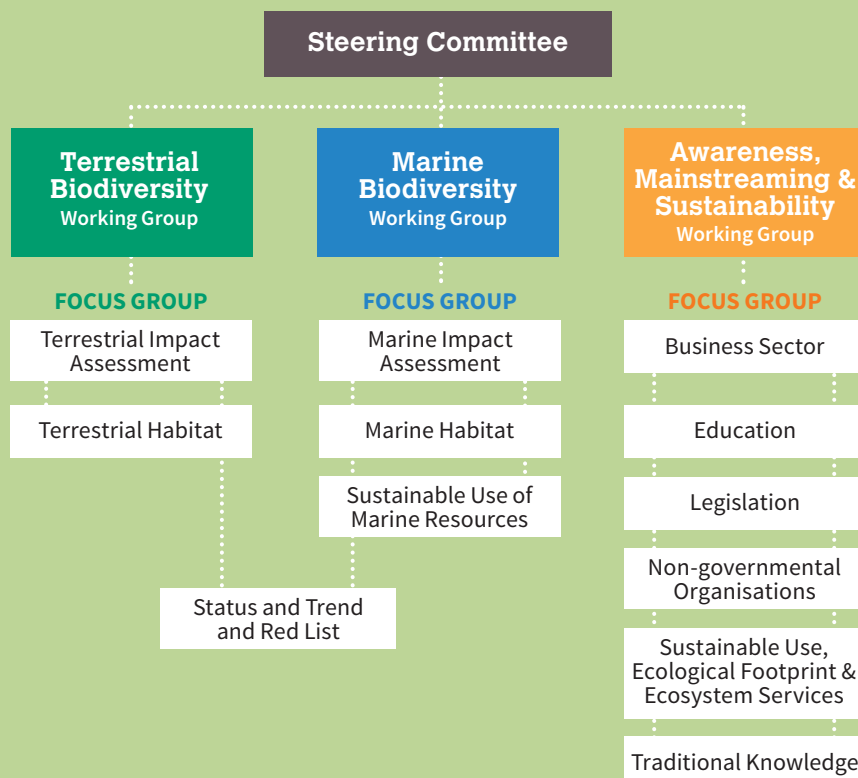 Steering Committee
Terrestrial
Biodiversity
Working Group
FOCUS GROUP
Terrestrial Impact
Assessment
Terrestrial Habitat
Marine
Biodiversity
Working Group
FOCUS GROUP
Marine Impact
Assessment
Marine Habitat
Sustainable Use of
Marine Resources
Status and Trend
and Red List
Awareness,
Mainstreaming &
Sustainability
Working Group
FOCUS GROUP
Business Sector
Education
Legislation
Non-governmental
Organisations
Sustainable Use,
Ecological Footprint &
Ecosystem Services
Traditional Knowledge